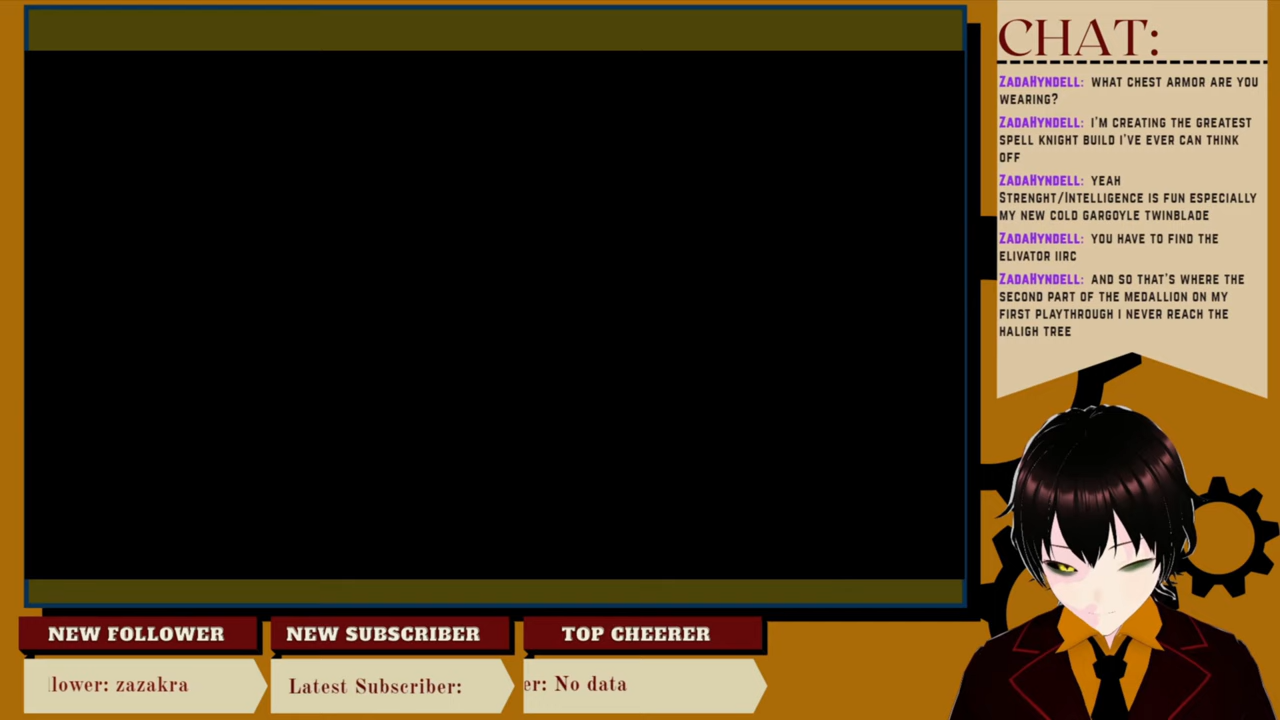 CHAT:
ZadaHyndell: WHAT CHEST ARMOR ARE YOU
WEARING?
ZadaHyndell: I'M CREATING THE GREATEST
SPELL KNIGHT BUILD I'VE EVER CAN THINK
OFF
ZadaHyndell: YEAH
STRENGHT/INTELLIGENCE IS FUN ESPECIALLY
MY NEW COLD GARGOYLE TWINBLADE
ZadaHyndell: YOU HAVE TO FIND THE
ELIVATOR IIRC
ZadaHyndell: AND SO THAT'S WHERE THE
SECOND PART OF THE MEDALLION ON MY
FIRST PLAYTHROUGH I NEVER REACH THE
HALIGH TREE
NEW FOLLOWER
NEW SUBSCRIBER
TOP CHEERER
llower: zazakra
Latest Subscriber:
er: No data